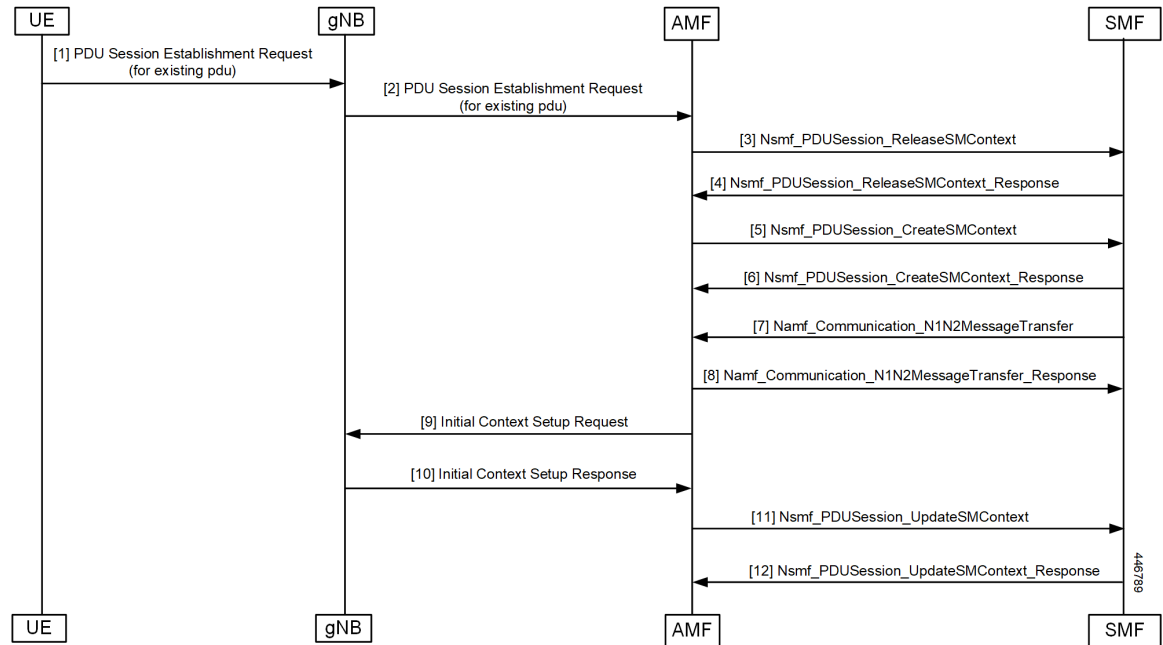 UE
gNB
AMF
SMF
[1] PDU Session Establishment Request
(for existing pdu)
[2] PDU Session Establishment Request
(for existing pdu)
[3] Nsmf_PDUSession_ReleaseSMContext
[4] Nsmf_PDUSession_ReleaseSMContext_Response
[5] Nsmf_PDUSession_CreateSMContext
[6] Nsmf_PDUSession_CreateSMContext_Response
[7] Namf_Communication_N1N2MessageTransfer
[8] Namf_Communication_N1N2MessageTransfer_Response
[9] Initial Context Setup Request
[10] Initial Context Setup Response
[11] Nsmf_PDUSession_UpdateSMContext
[12] Nsmf_PDUSession_UpdateSMContext_Response
446789
UE
gNB
AMF
SMF